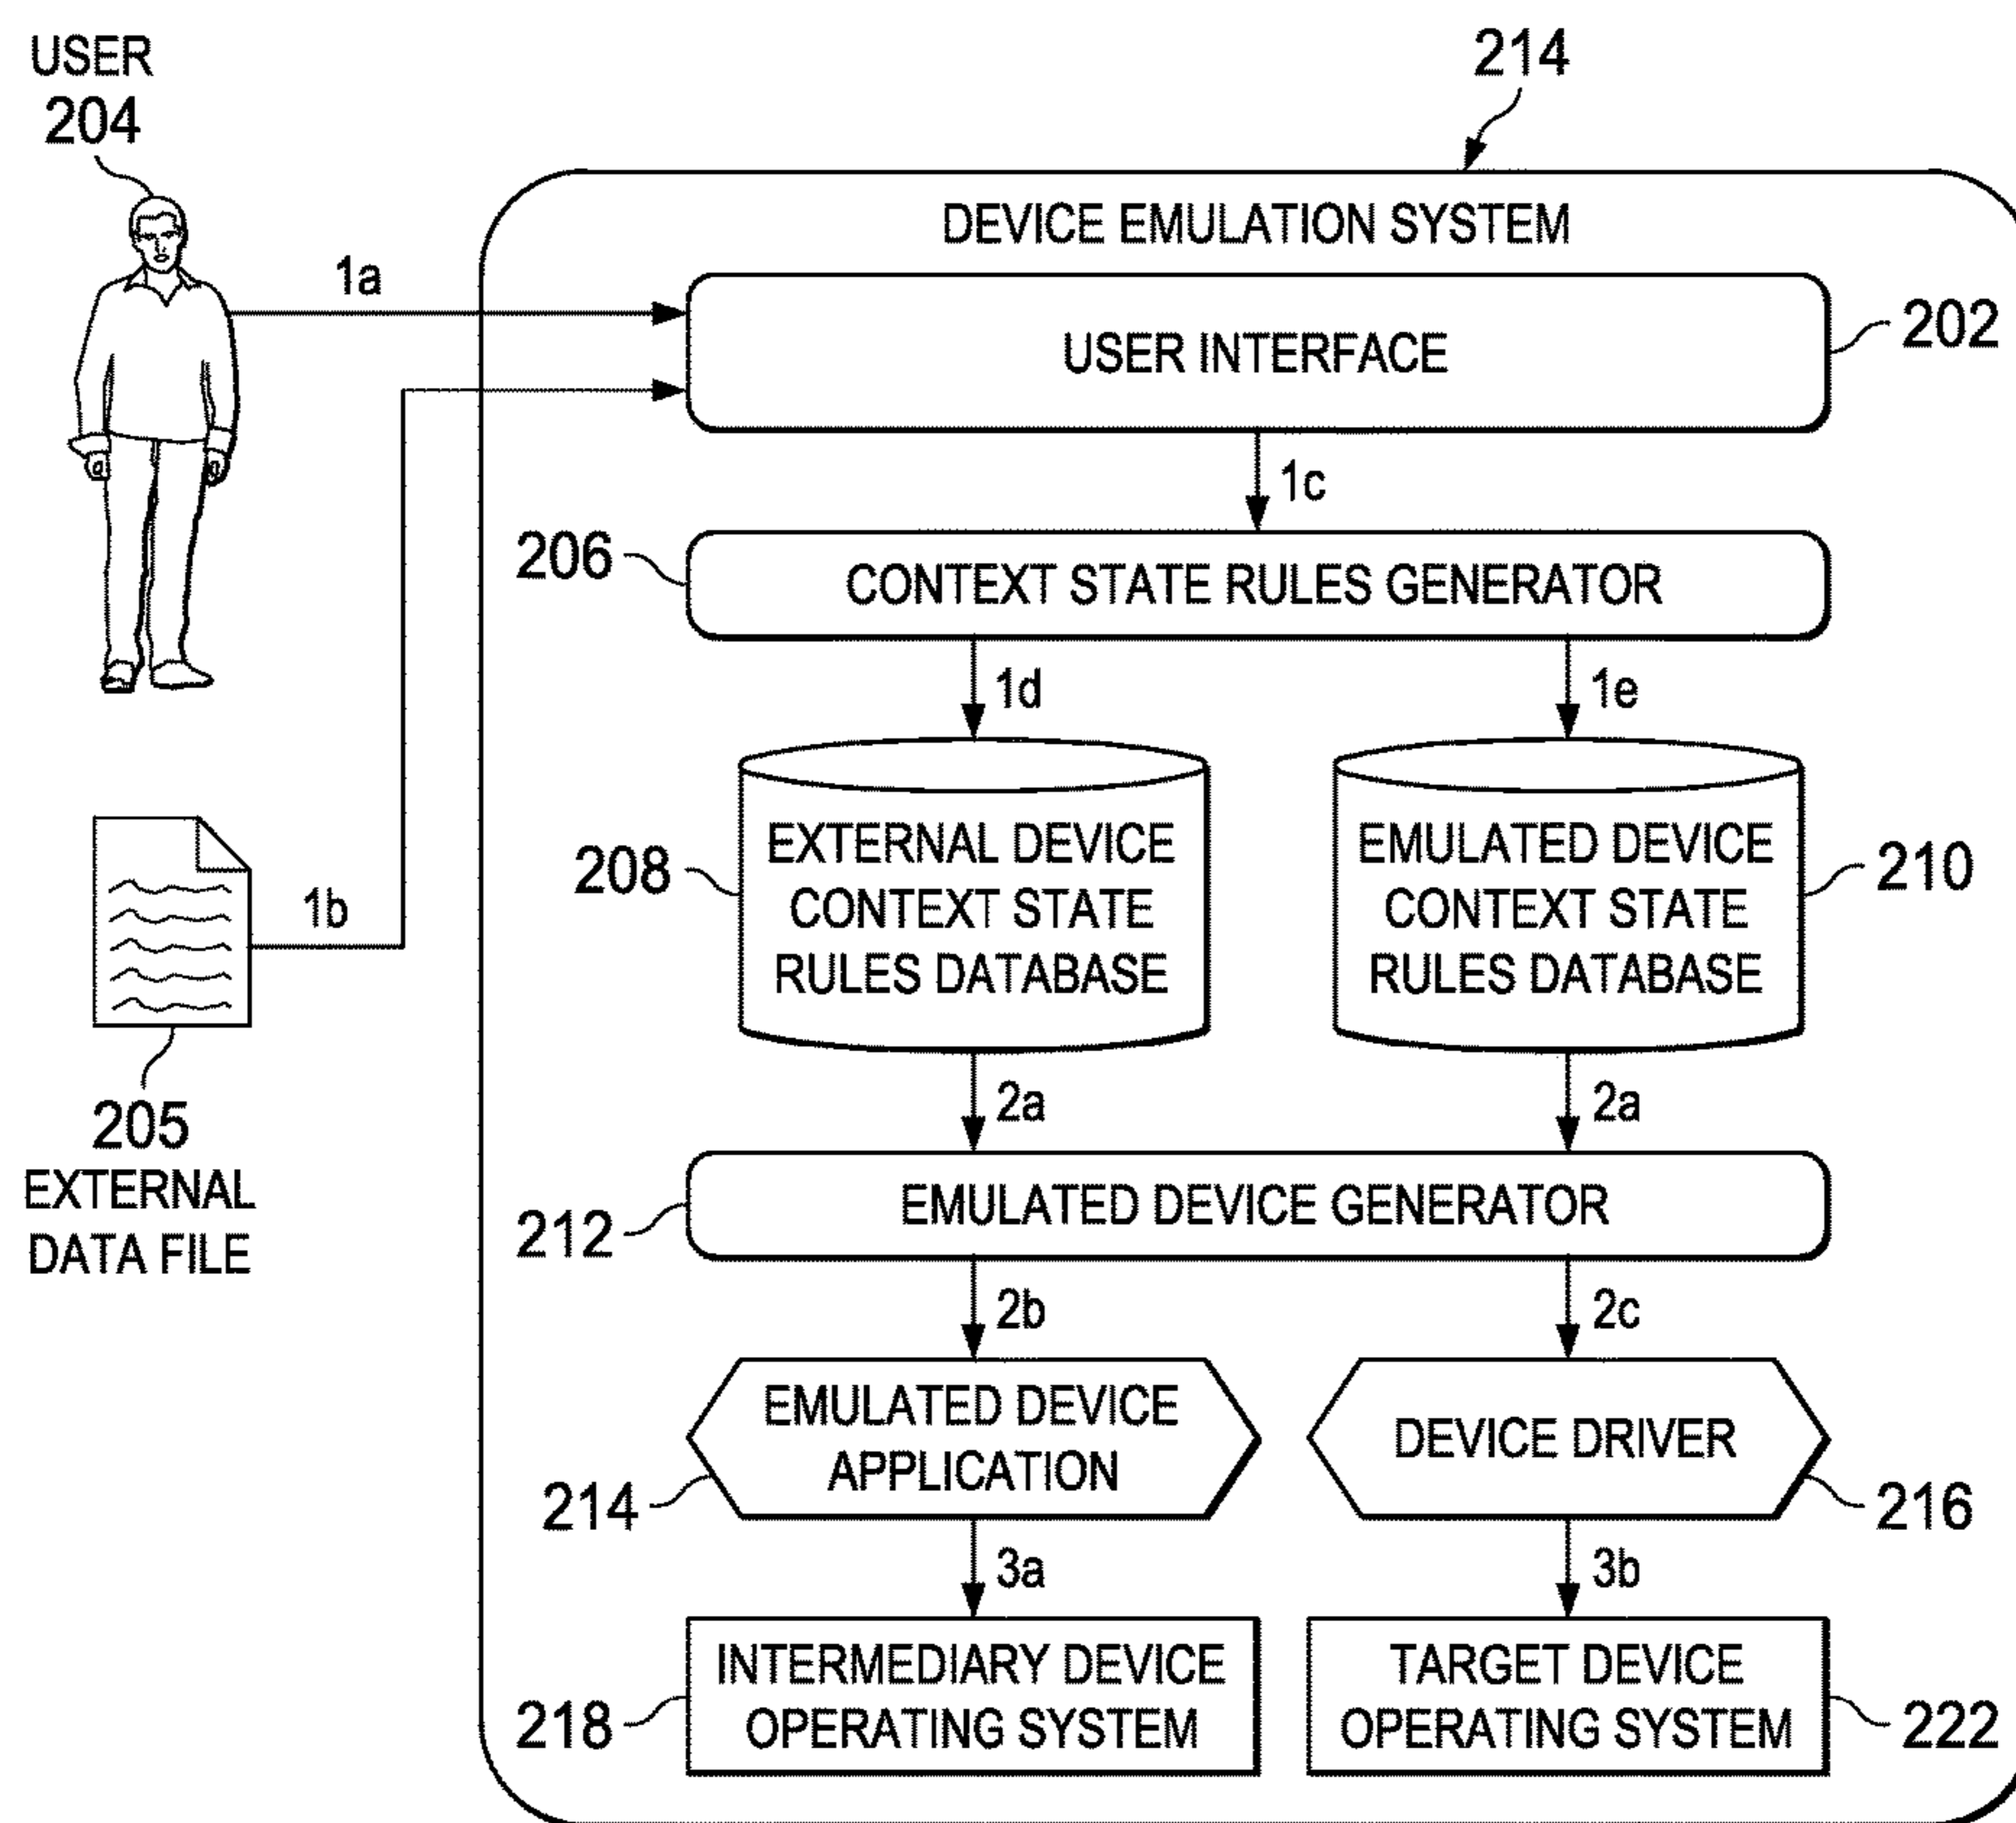 USER
204
214
DEVICE EMULATION SYSTEM
1a
USER INTERFACE
202
1c
206
CONTEXT STATE RULES GENERATOR
1d
1e
208
EXTERNAL DEVICE
CONTEXT STATE
RULES DATABASE
EMULATED DEVICE
CONTEXT STATE
RULES DATABASE
210
1b
205
EXTERNAL
DATA FILE
2a
2a
212
EMULATED DEVICE GENERATOR
2b
2c
EMULATED DEVICE
APPLICATION
214
DEVICE DRIVER
216
3a
3b
218
INTERMEDIARY DEVICE
OPERATING SYSTEM
TARGET DEVICE
OPERATING SYSTEM
222